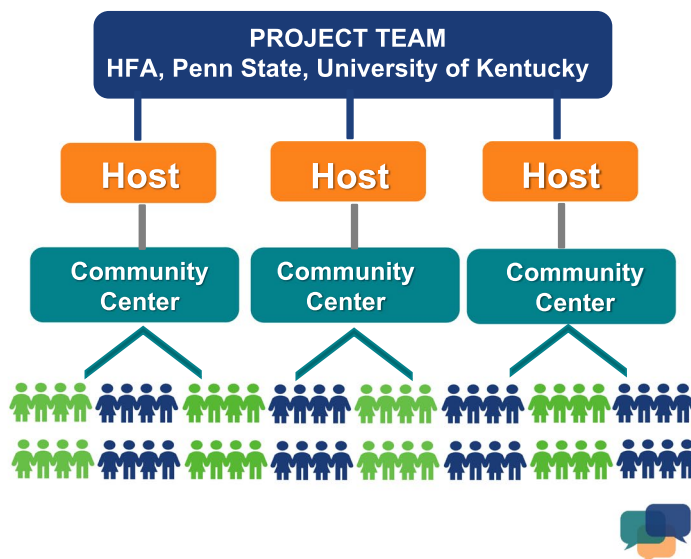 PROJECT TEAM
HFA, Penn State, University of Kentucky
Host
Host
Host
Community
Center
Community
Center
Community
Center